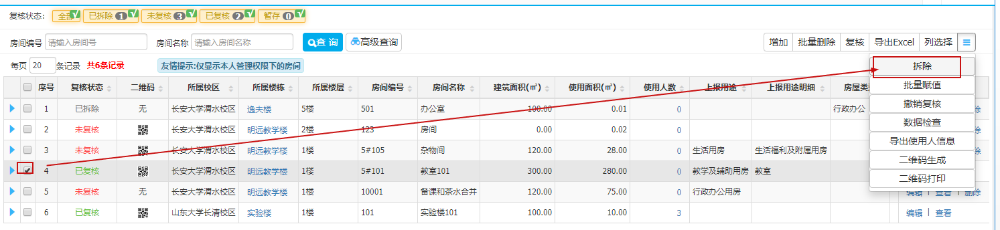 复核状态: 全部 已拆除 1 未复核 3 已复核 2 暂存 0
房间编号 请输入房间号 房间名称 请输入房间名称 查 询 高级查询 增加 批量删除 复核 导出Excel 列选择
每页 20 条记录 共6条记录 友情提示:仅显示本人管理权限下的房间
拆除
批量赋值
撤销复核
数据检查
导出使用人信息
二维码生成
二维码打印
序号 复核状态 二维码 所属校区 所属楼栋 所属楼层 房间编号 房间名称 建筑面积(㎡) 使用面积(㎡) 使用人数 上报用途 上报用途明细 房屋类
1 已拆除 无 长安大学渭水校区 逸夫楼 5楼 501 办公室 100.00 0.01 0 行政办公 除
2 未复核 长安大学渭水校区 明远教学楼 2楼 123 房间 0.00 0.02 0 除
3 未复核 长安大学渭水校区 明远教学楼 1楼 5#105 杂物间 120.00 28.00 0 生活用房 生活福利及附属用房 除
4 已复核 长安大学渭水校区 明远教学楼 1楼 5#101 教室101 300.00 280.00 0 教学及辅助用房 教室
5 未复核 无 长安大学渭水校区 明远教学楼 1楼 10001 备课和茶水合并 120.00 75.00 0 行政办公用房 编辑 | 查看 | 删除
6 已复核 山东大学长清校区 实验楼 1楼 101 实验楼101 100.00 10.00 3 编辑 | 查看